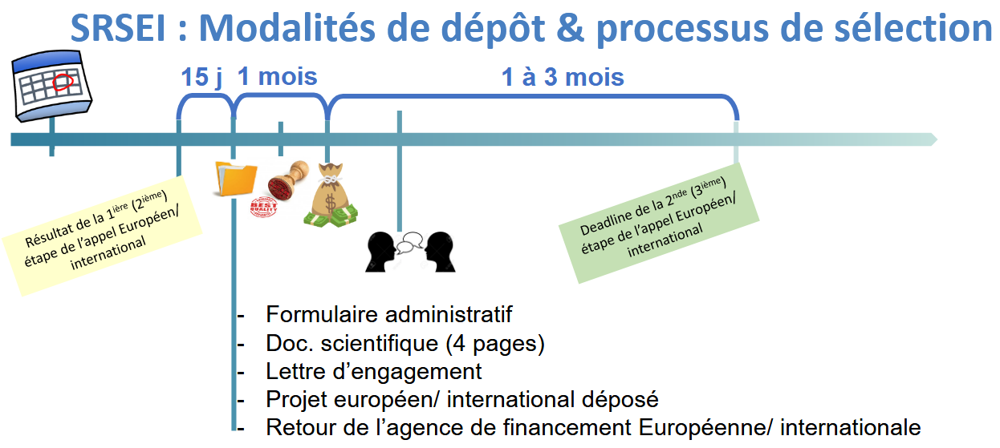 SRSEI : Modalités de dépôt & processus de sélection
15 j
1 mois
1 à 3 mois
BEST
QUALITY
Résultat de la 1ière (2ième)
étape de l'appel Européen/
international
Deadline de la 2nde (3ième)
étape de l'appel Européen/
international
- Formulaire administratif
- Doc. scientifique (4 pages)
- Lettre d'engagement
- Projet européen/ international déposé
- Retour de l'agence de financement Européenne/ internationale